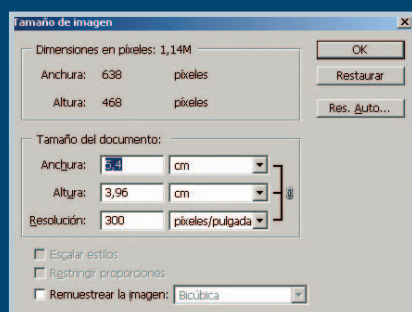 Tamaño de imagen
Dimensiones en píxeles: 1,14M
Anchura: 638 píxeles
Altura: 468 píxeles
OK
Restaurar
Res. Auto...
Tamaño del documento:
Anchura: 5,4 cm
Altura: 3,96 cm
Resolución: 300 píxeles/pulgada
Escalar estilos
Restringir proporciones
Remuestrear la imagen: Bicúbica